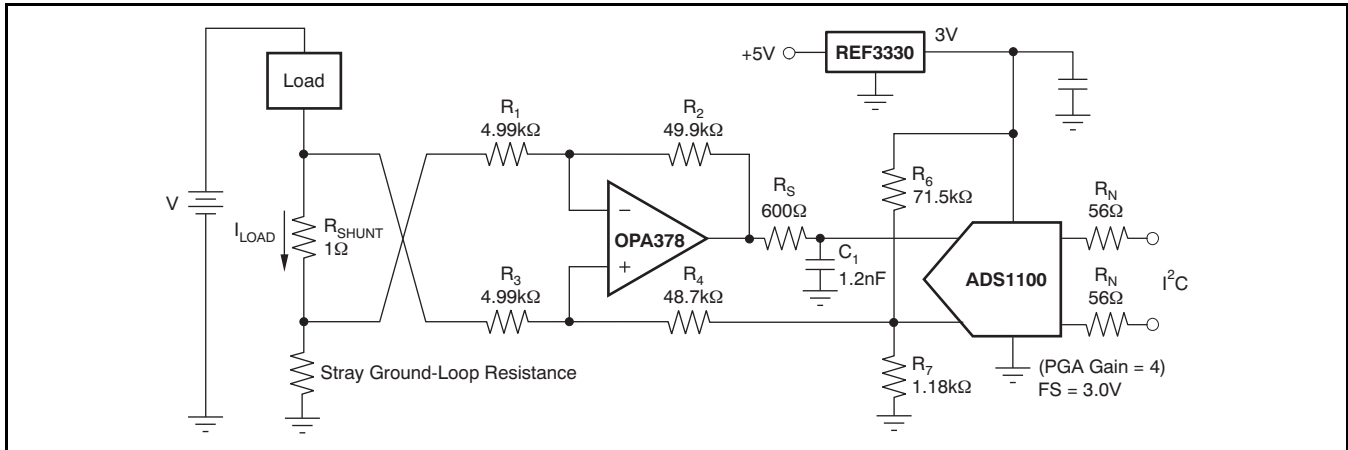 +5V
REF3330
3V
Load
V
I LOAD
R SHUNT
1Ω
Stray Ground-Loop Resistance
R1
4.99kΩ
R2
49.9kΩ
R3
4.99kΩ
R4
48.7kΩ
−
+
OPA378
RS
600Ω
C1
1.2nF
R6
71.5kΩ
R7
1.18kΩ
ADS1100
RN
56Ω
RN
56Ω
I²C
(PGA Gain = 4)
FS = 3.0V